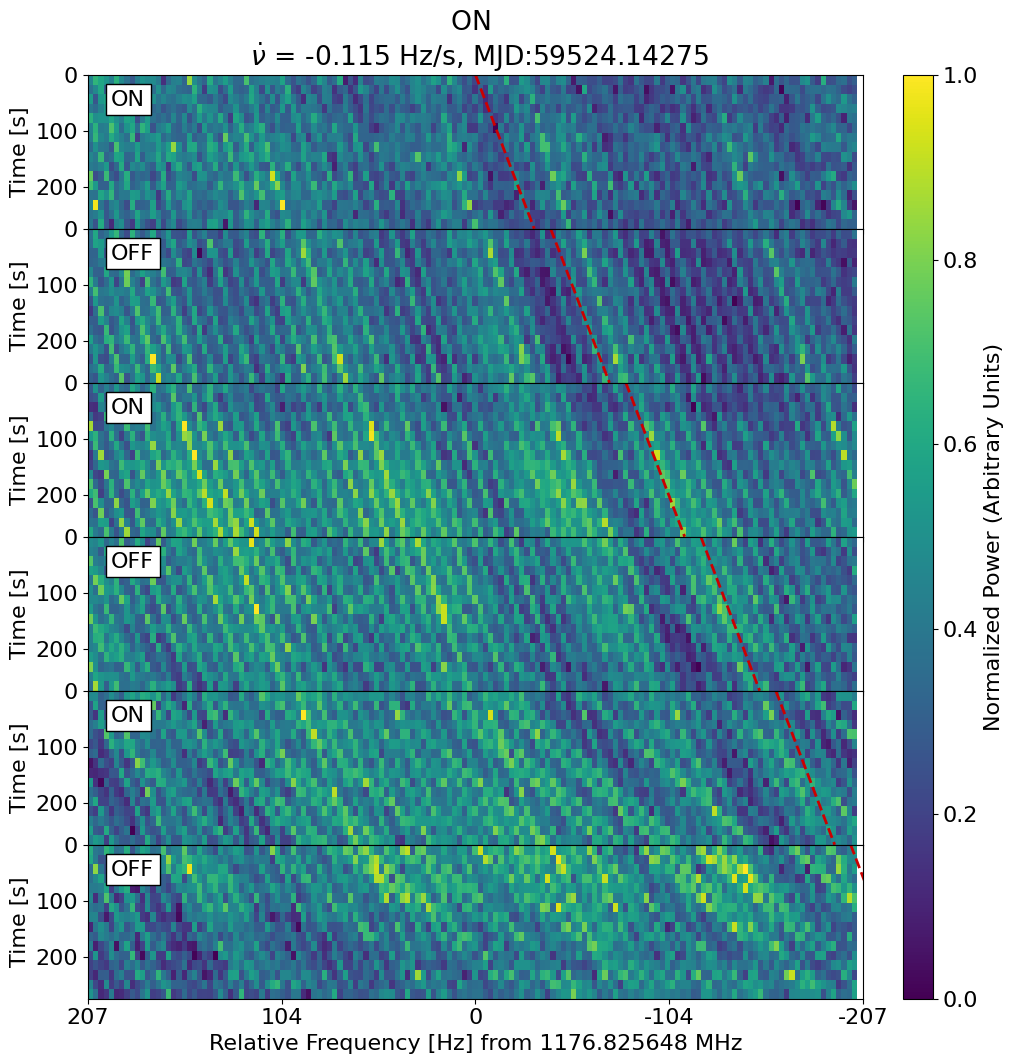 ON
ν̇ = -0.115 Hz/s, MJD:59524.14275
0
ON
100
Time [s]
200
0
OFF
100
Time [s]
200
0
ON
100
Time [s]
200
0
OFF
100
Time [s]
200
0
ON
100
Time [s]
200
0
OFF
100
Time [s]
200
207 104 0 -104 -207
Relative Frequency [Hz] from 1176.825648 MHz
1.0
0.8
0.6
0.4
0.2
0.0
Normalized Power (Arbitrary Units)